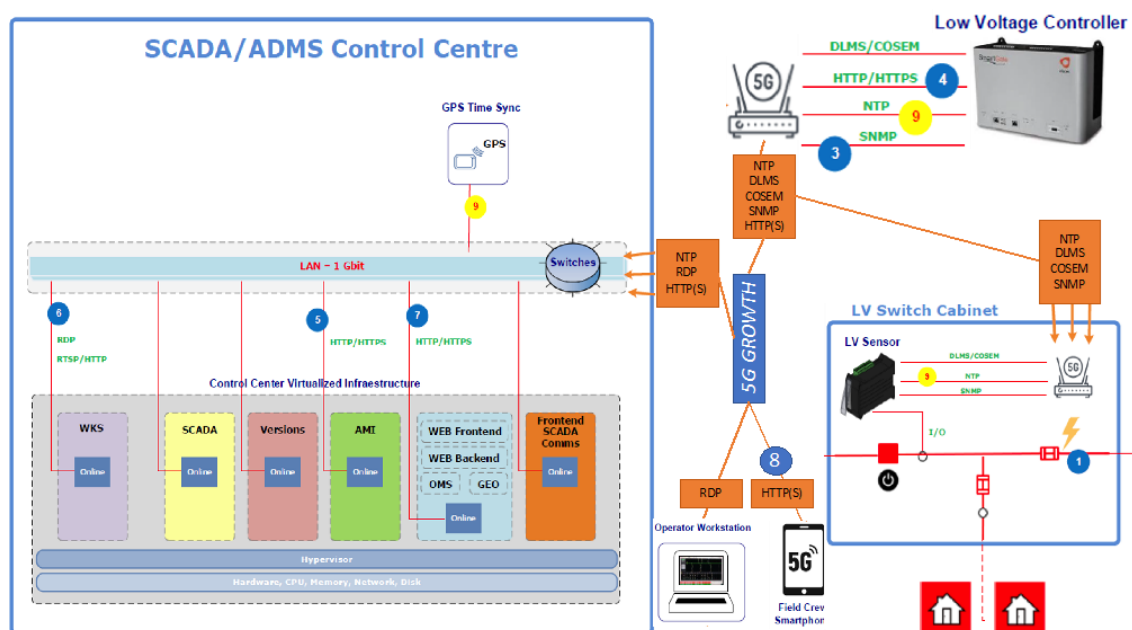 SCADA/ADMS Control Centre
GPS Time Sync
GPS
9
LAN – 1 Gbit
Switches
6
RDP
RTSP/HTTP
5
HTTP/HTTPS
7
HTTP/HTTPS
Control Center Virtualized Infraestructure
WKS
Online
SCADA
Online
Versions
Online
AMI
Online
WEB Frontend
WEB Backend
OMS
GEO
Online
Frontend
SCADA
Comms
Online
Hypervisor
Hardware, CPU, Memory, Network, Disk
Low Voltage Controller
5G
DLMS/COSEM
HTTP/HTTPS
4
NTP
9
SNMP
3
NTP
DLMS
COSEM
SNMP
HTTP(S)
NTP
RDP
HTTP(S)
5G GROWTH
NTP
DLMS
COSEM
SNMP
LV Switch Cabinet
LV Sensor
DLMS/COSEM
NTP
SNMP
5G
I/O
1
8
RDP
HTTP(S)
Operator Workstation
5G
Field Crew
Smartphon